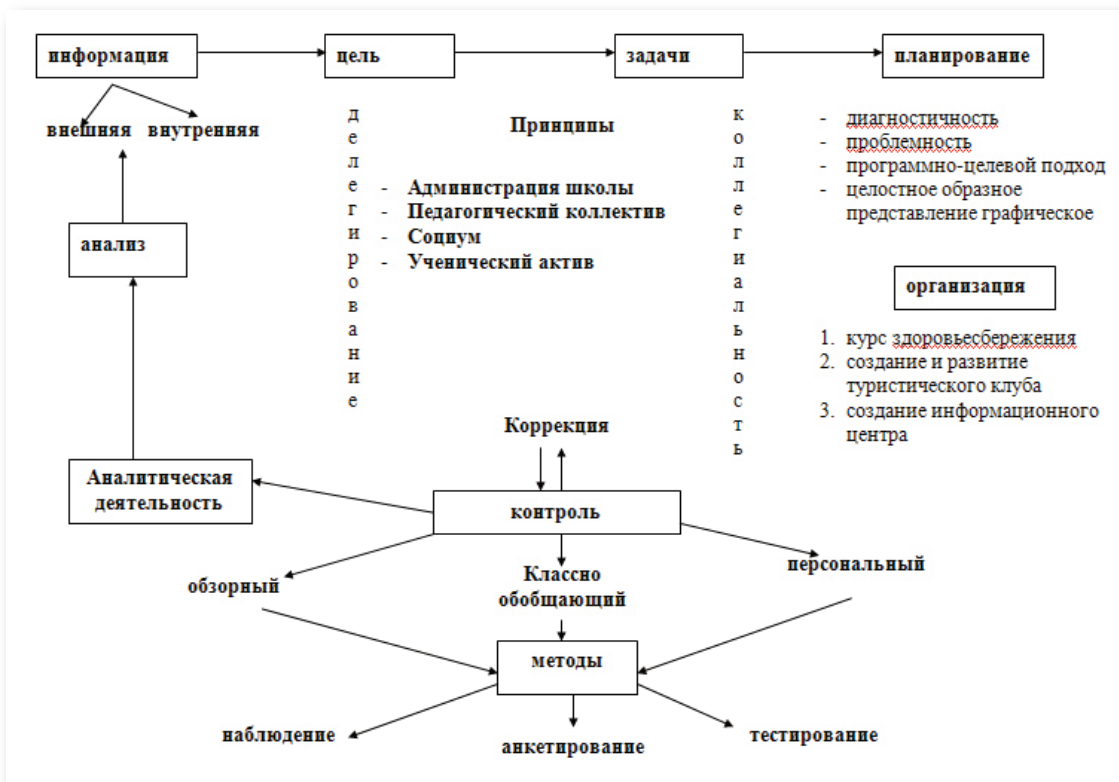 информация
цель
задачи
планирование
внешняя внутренняя
делегирование
Принципы
- Администрация школы
- Педагогический коллектив
- Социум
- Ученический актив
коллегиальность
- диагностичность
- проблемность
- программно-целевой подход
- целостное образное
представление графическое
анализ
организация
1. курс здоровьесбережения
2. создание и развитие
туристического клуба
3. создание информационного
центра
Коррекция
Аналитическая
деятельность
контроль
обзорный
Классно
обобщающий
персональный
методы
наблюдение
анкетирование
тестирование